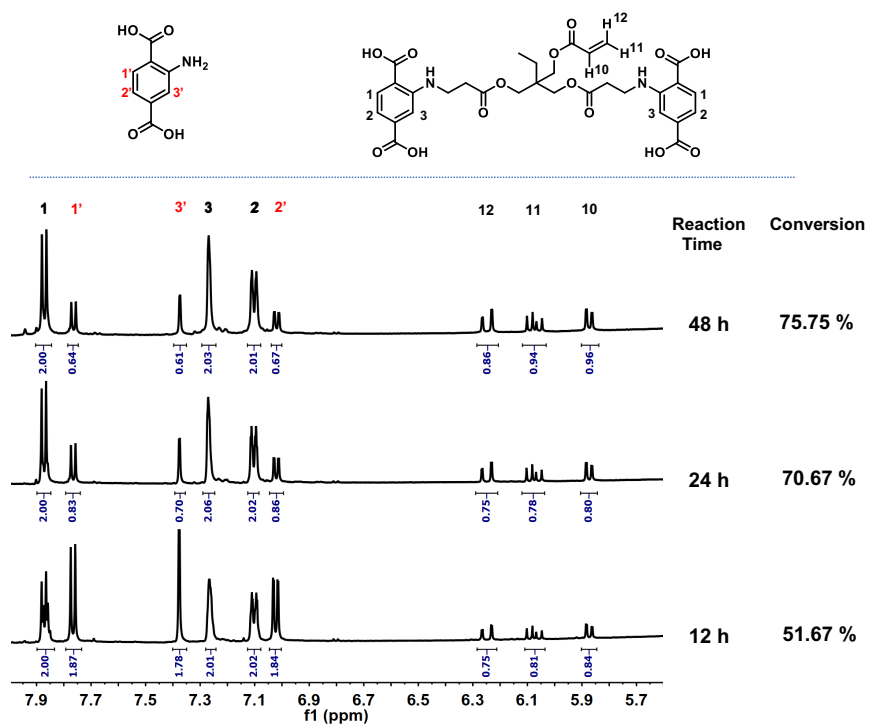 HO
O
NH2
1'
2'
3'
O
OH
H 12
O
H 11
O
H10
HO
O
H
N
O
O
O
O
H
N
O
OH
1
2
3
O
OH
1
2
3
HO
O
1 1' 3' 3 2 2' 12 11 10
Reaction Time
Conversion
48 h
75.75 %
2.00 0.64 0.61 2.03 2.01 0.67 0.86 0.94 0.96
24 h
70.67 %
2.00 0.83 0.70 2.06 2.02 0.86 0.75 0.78 0.80
12 h
51.67 %
2.00 1.87 1.78 2.01 2.02 1.84 0.75 0.81 0.84
7.9 7.7 7.5 7.3 7.1 6.9 6.7 6.5 6.3 6.1 5.9 5.7
f1 (ppm)